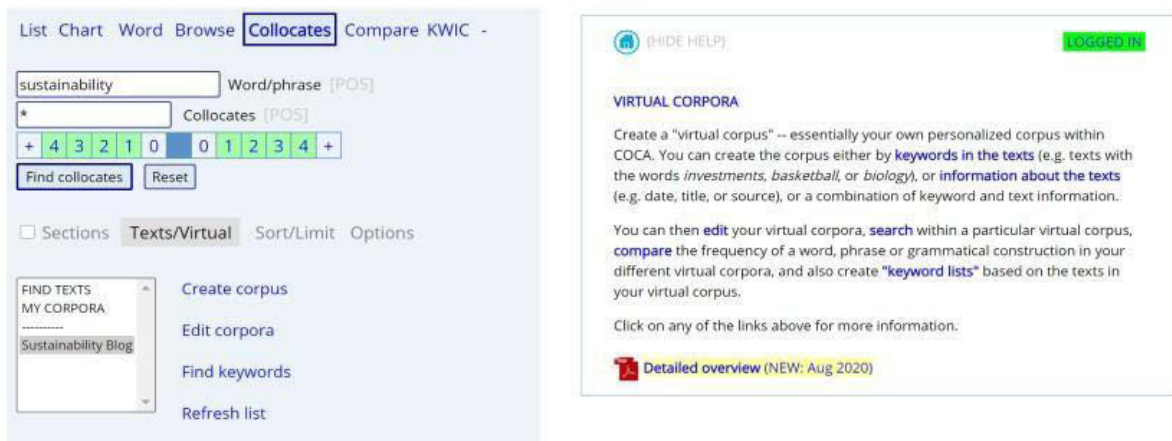 List Chart Word Browse Collocates Compare KWIC -
sustainability Word/phrase [POS]
* Collocates [POS]
+ 4 3 2 1 0 0 1 2 3 4 +
Find collocates Reset
Sections Texts/Virtual Sort/Limit Options
FIND TEXTS
MY CORPORA
----------
Sustainability Blog
Create corpus
Edit corpora
Find keywords
Refresh list
(HIDE HELP) LOGGED IN
VIRTUAL CORPORA
Create a "virtual corpus" -- essentially your own personalized corpus within
COCA. You can create the corpus either by keywords in the texts (e.g. texts with
the words investments, basketball, or biology), or information about the texts
(e.g. date, title, or source), or a combination of keyword and text information.
You can then edit your virtual corpora, search within a particular virtual corpus,
compare the frequency of a word, phrase or grammatical construction in your
different virtual corpora, and also create "keyword lists" based on the texts in
your virtual corpus.
Click on any of the links above for more information.
Detailed overview (NEW: Aug 2020)